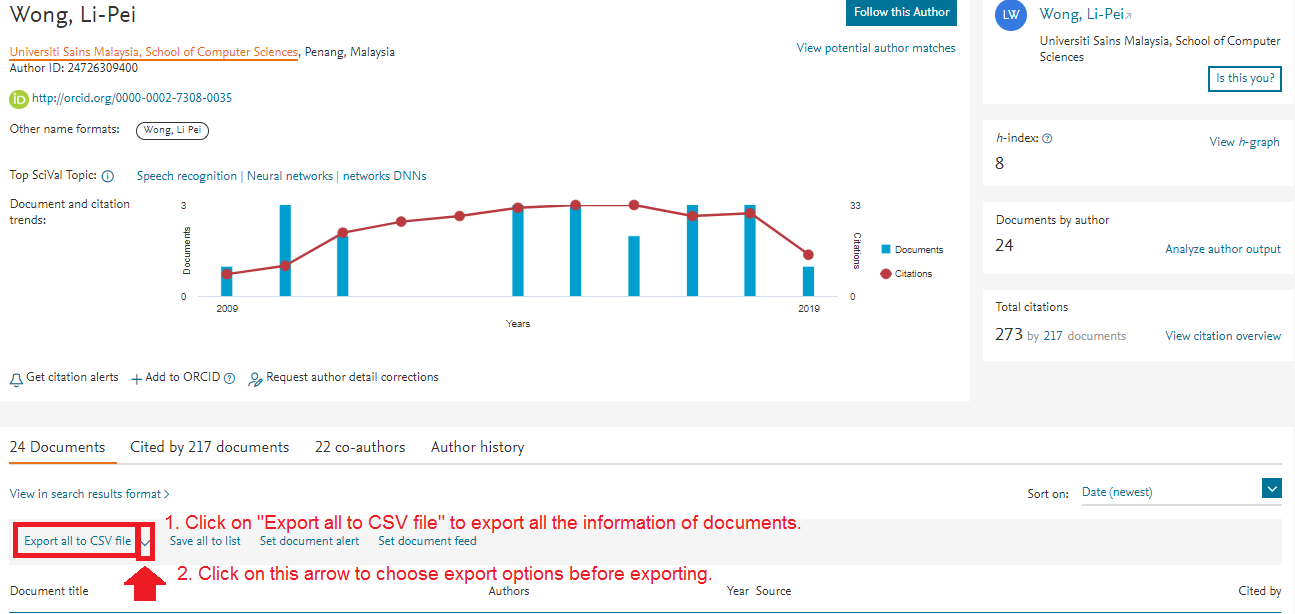 Wong, Li-Pei
Follow this Author
View potential author matches
Universiti Sains Malaysia, School of Computer Sciences, Penang, Malaysia
Author ID: 24726309400
iD http://orcid.org/0000-0002-7308-0035
Other name formats: Wong, Li Pei
Top SciVal Topic: Speech recognition | Neural networks | networks DNNs
Document and citation
trends:
3
Documents
0
33
Citations
0
2009
2019
Years
Documents
Citations
Get citation alerts
Add to ORCID
Request author detail corrections
LW
Wong, Li-Pei
Universiti Sains Malaysia, School of Computer
Sciences
Is this you?
h-index:
View h-graph
8
Documents by author
24
Analyze author output
Total citations
273 by 217 documents
View citation overview
24 Documents
Cited by 217 documents
22 co-authors
Author history
View in search results format >
Sort on: Date (newest)
1. Click on "Export all to CSV file" to export all the information of documents.
Export all to CSV file
Save all to list
Set document alert
Set document feed
2. Click on this arrow to choose export options before exporting.
Document title
Authors
Year
Source
Cited by